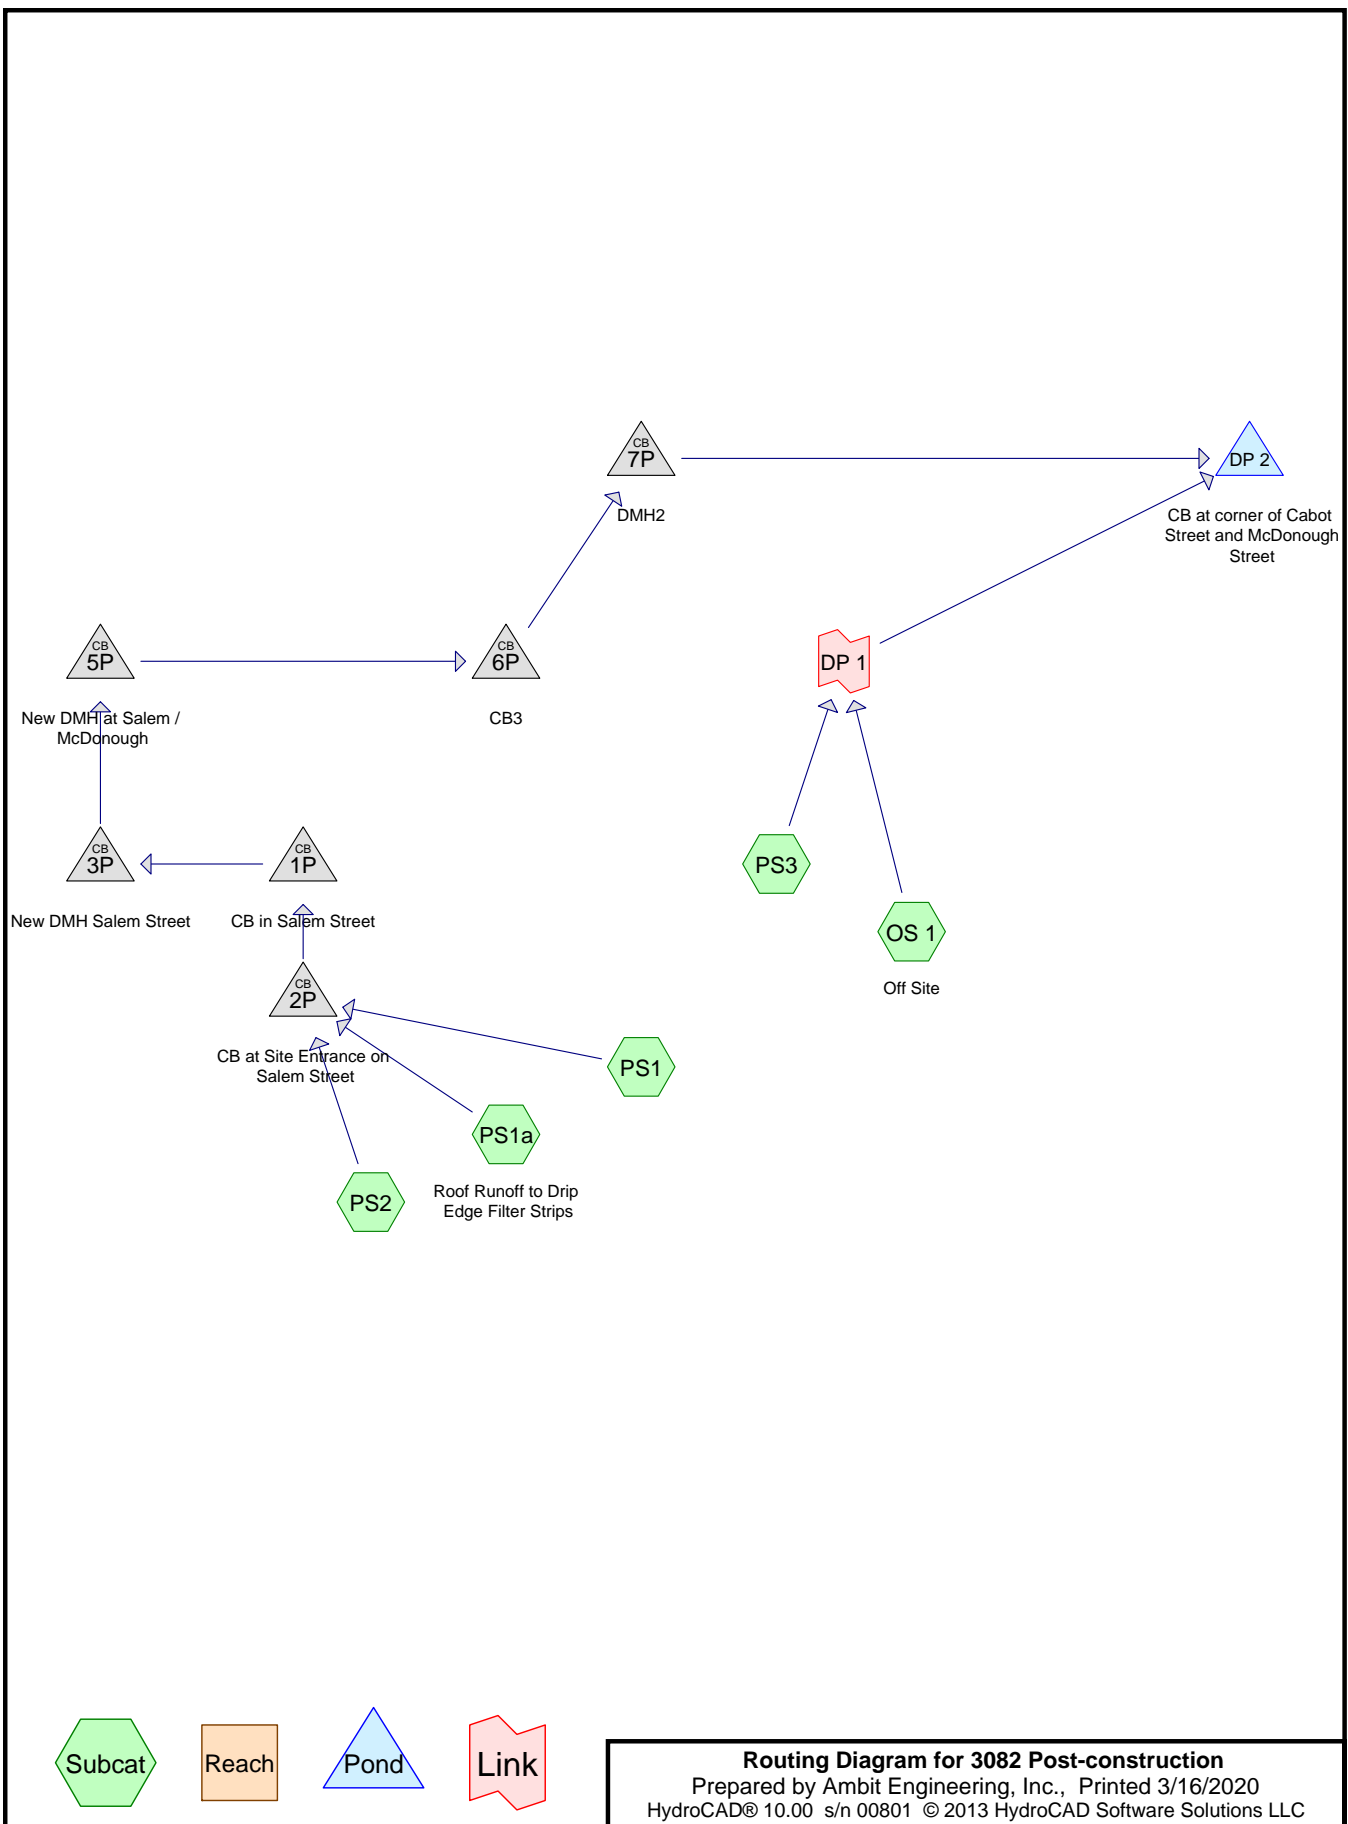 CB
7P
DMH2
DP 2
CB at corner of Cabot
Street and McDonough
Street
CB
5P
New DMH at Salem /
McDonough
CB
6P
CB3
DP 1
CB
3P
New DMH Salem Street
CB
1P
CB in Salem Street
PS3
OS 1
Off Site
CB
2P
CB at Site Entrance on
Salem Street
PS1
PS1a
Roof Runoff to Drip
Edge Filter Strips
PS2
Subcat
Reach
Pond
Link
Routing Diagram for 3082 Post-construction
Prepared by Ambit Engineering, Inc., Printed 3/16/2020
HydroCAD® 10.00 s/n 00801 © 2013 HydroCAD Software Solutions LLC